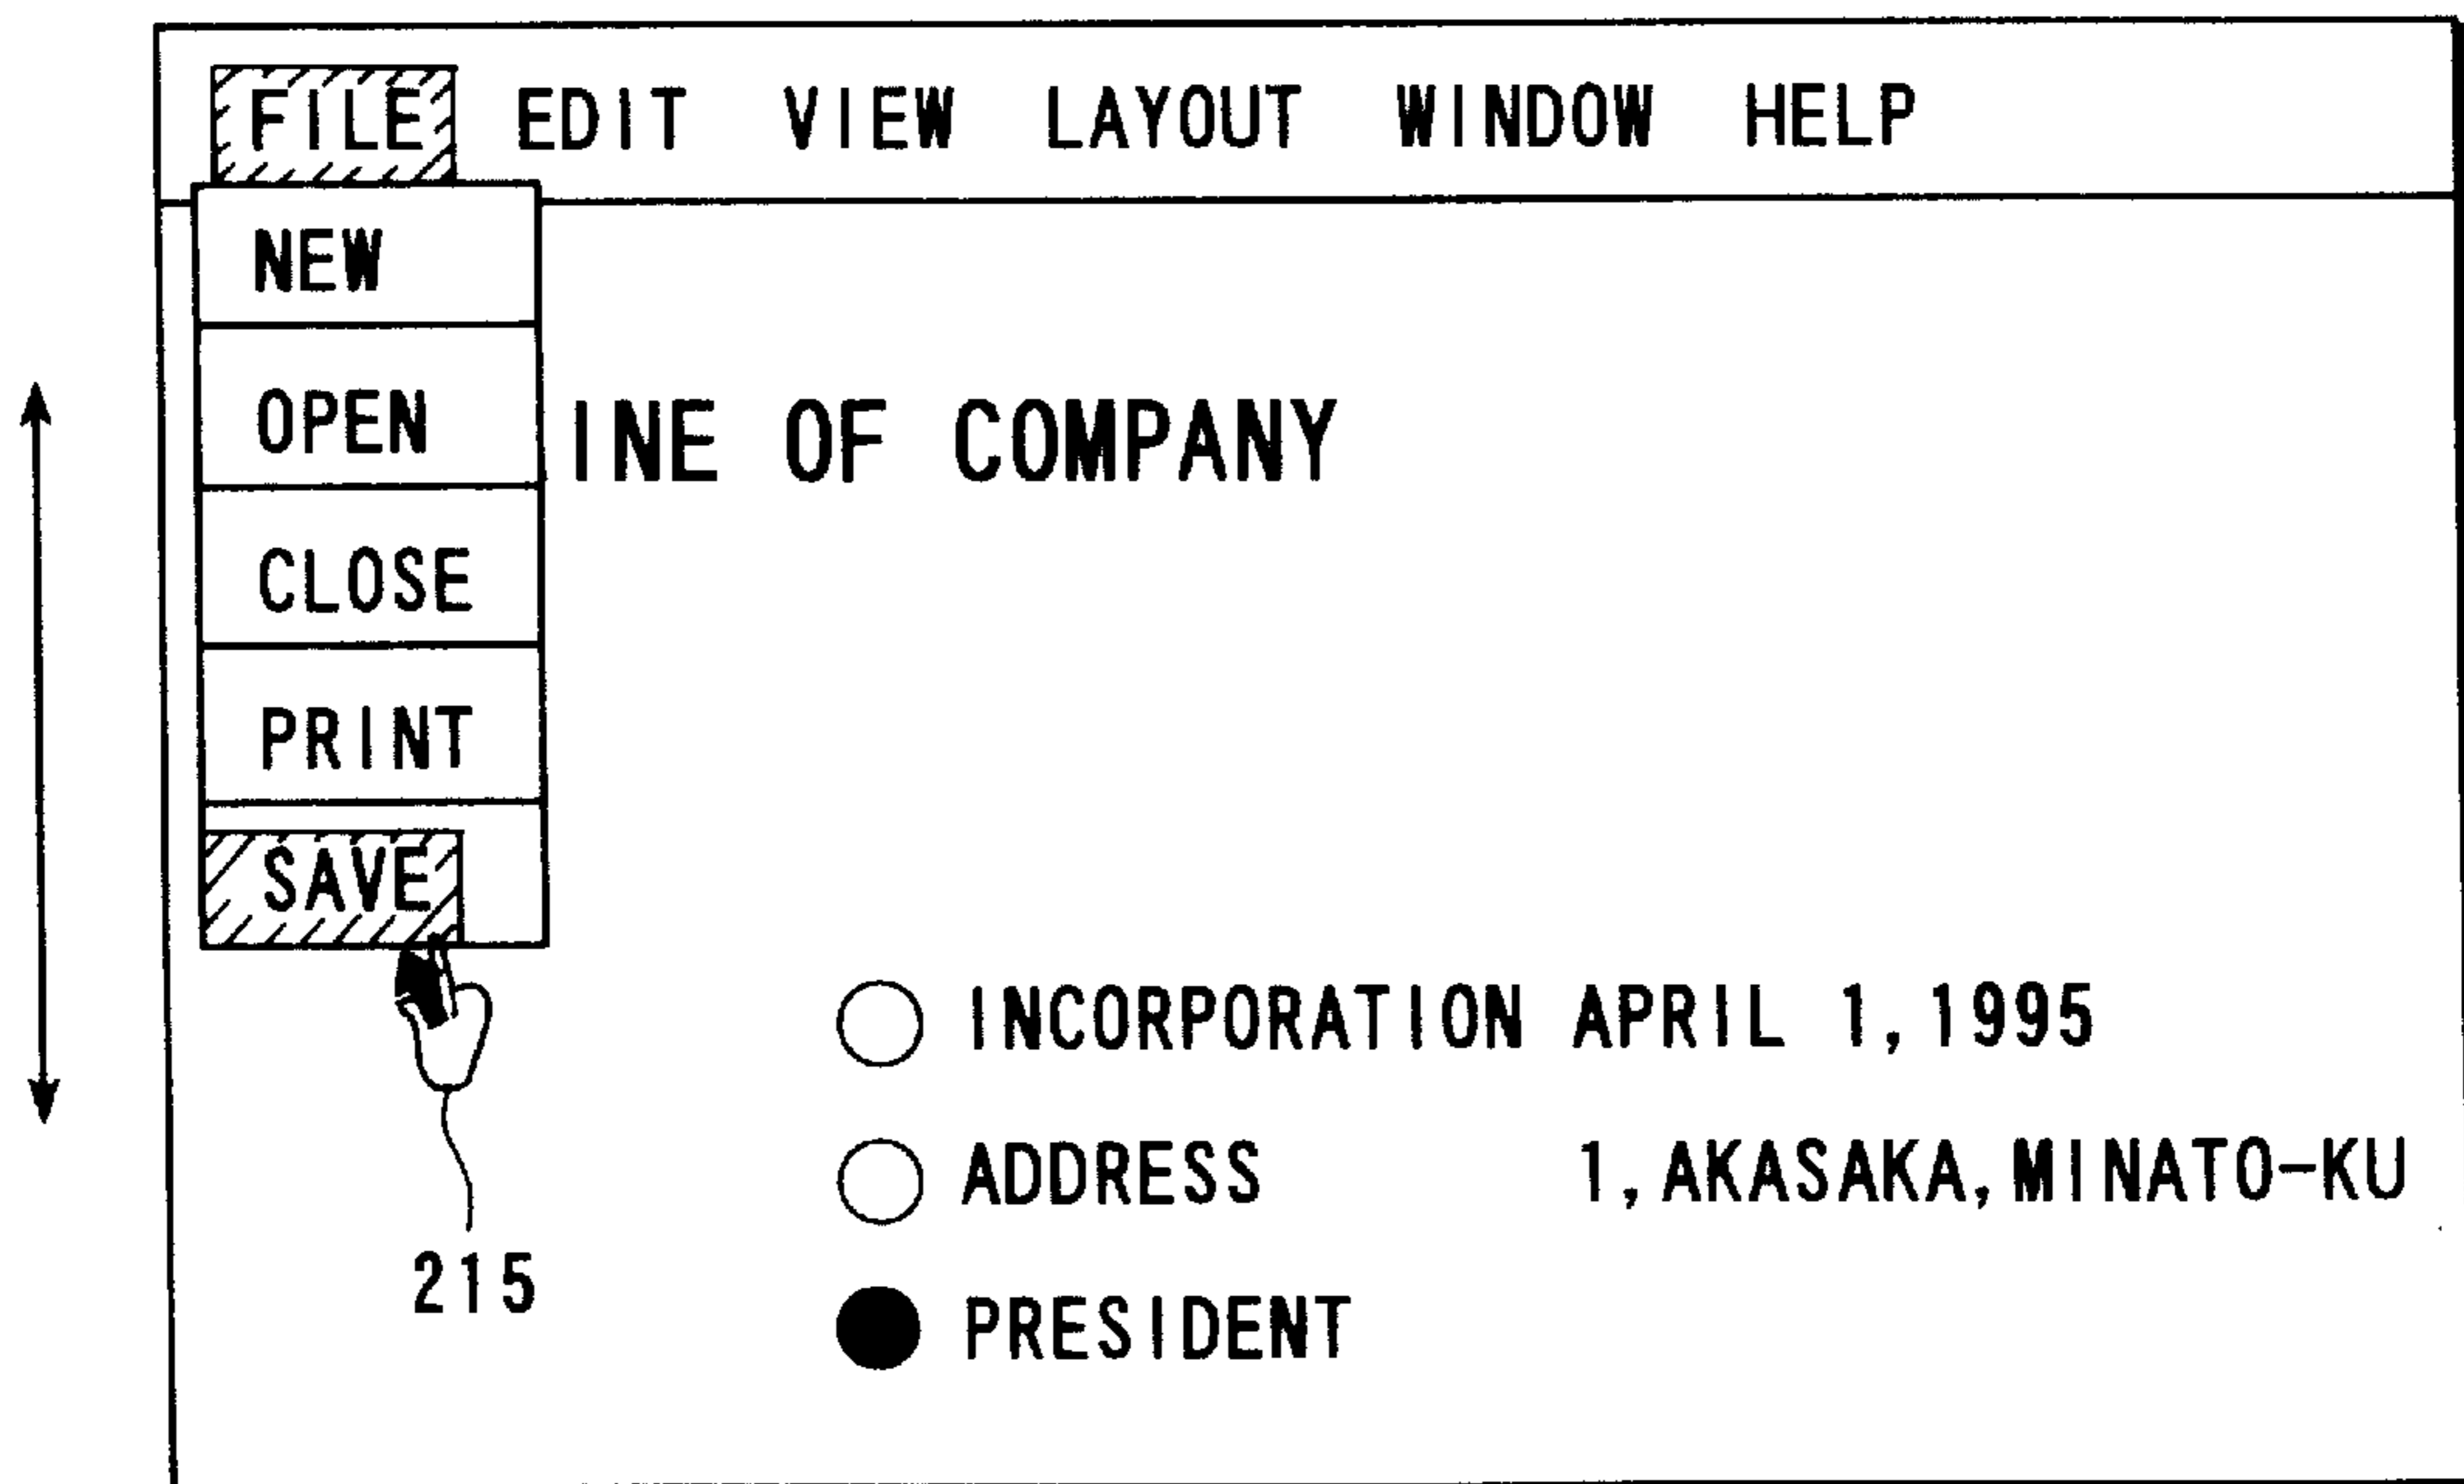 FILE EDIT VIEW LAYOUT WINDOW HELP
NEW
OPEN
INE OF COMPANY
CLOSE
PRINT
SAVE
INCORPORATION APRIL 1,1995
ADDRESS 1,AKASAKA,MINATO-KU
215
PRESIDENT